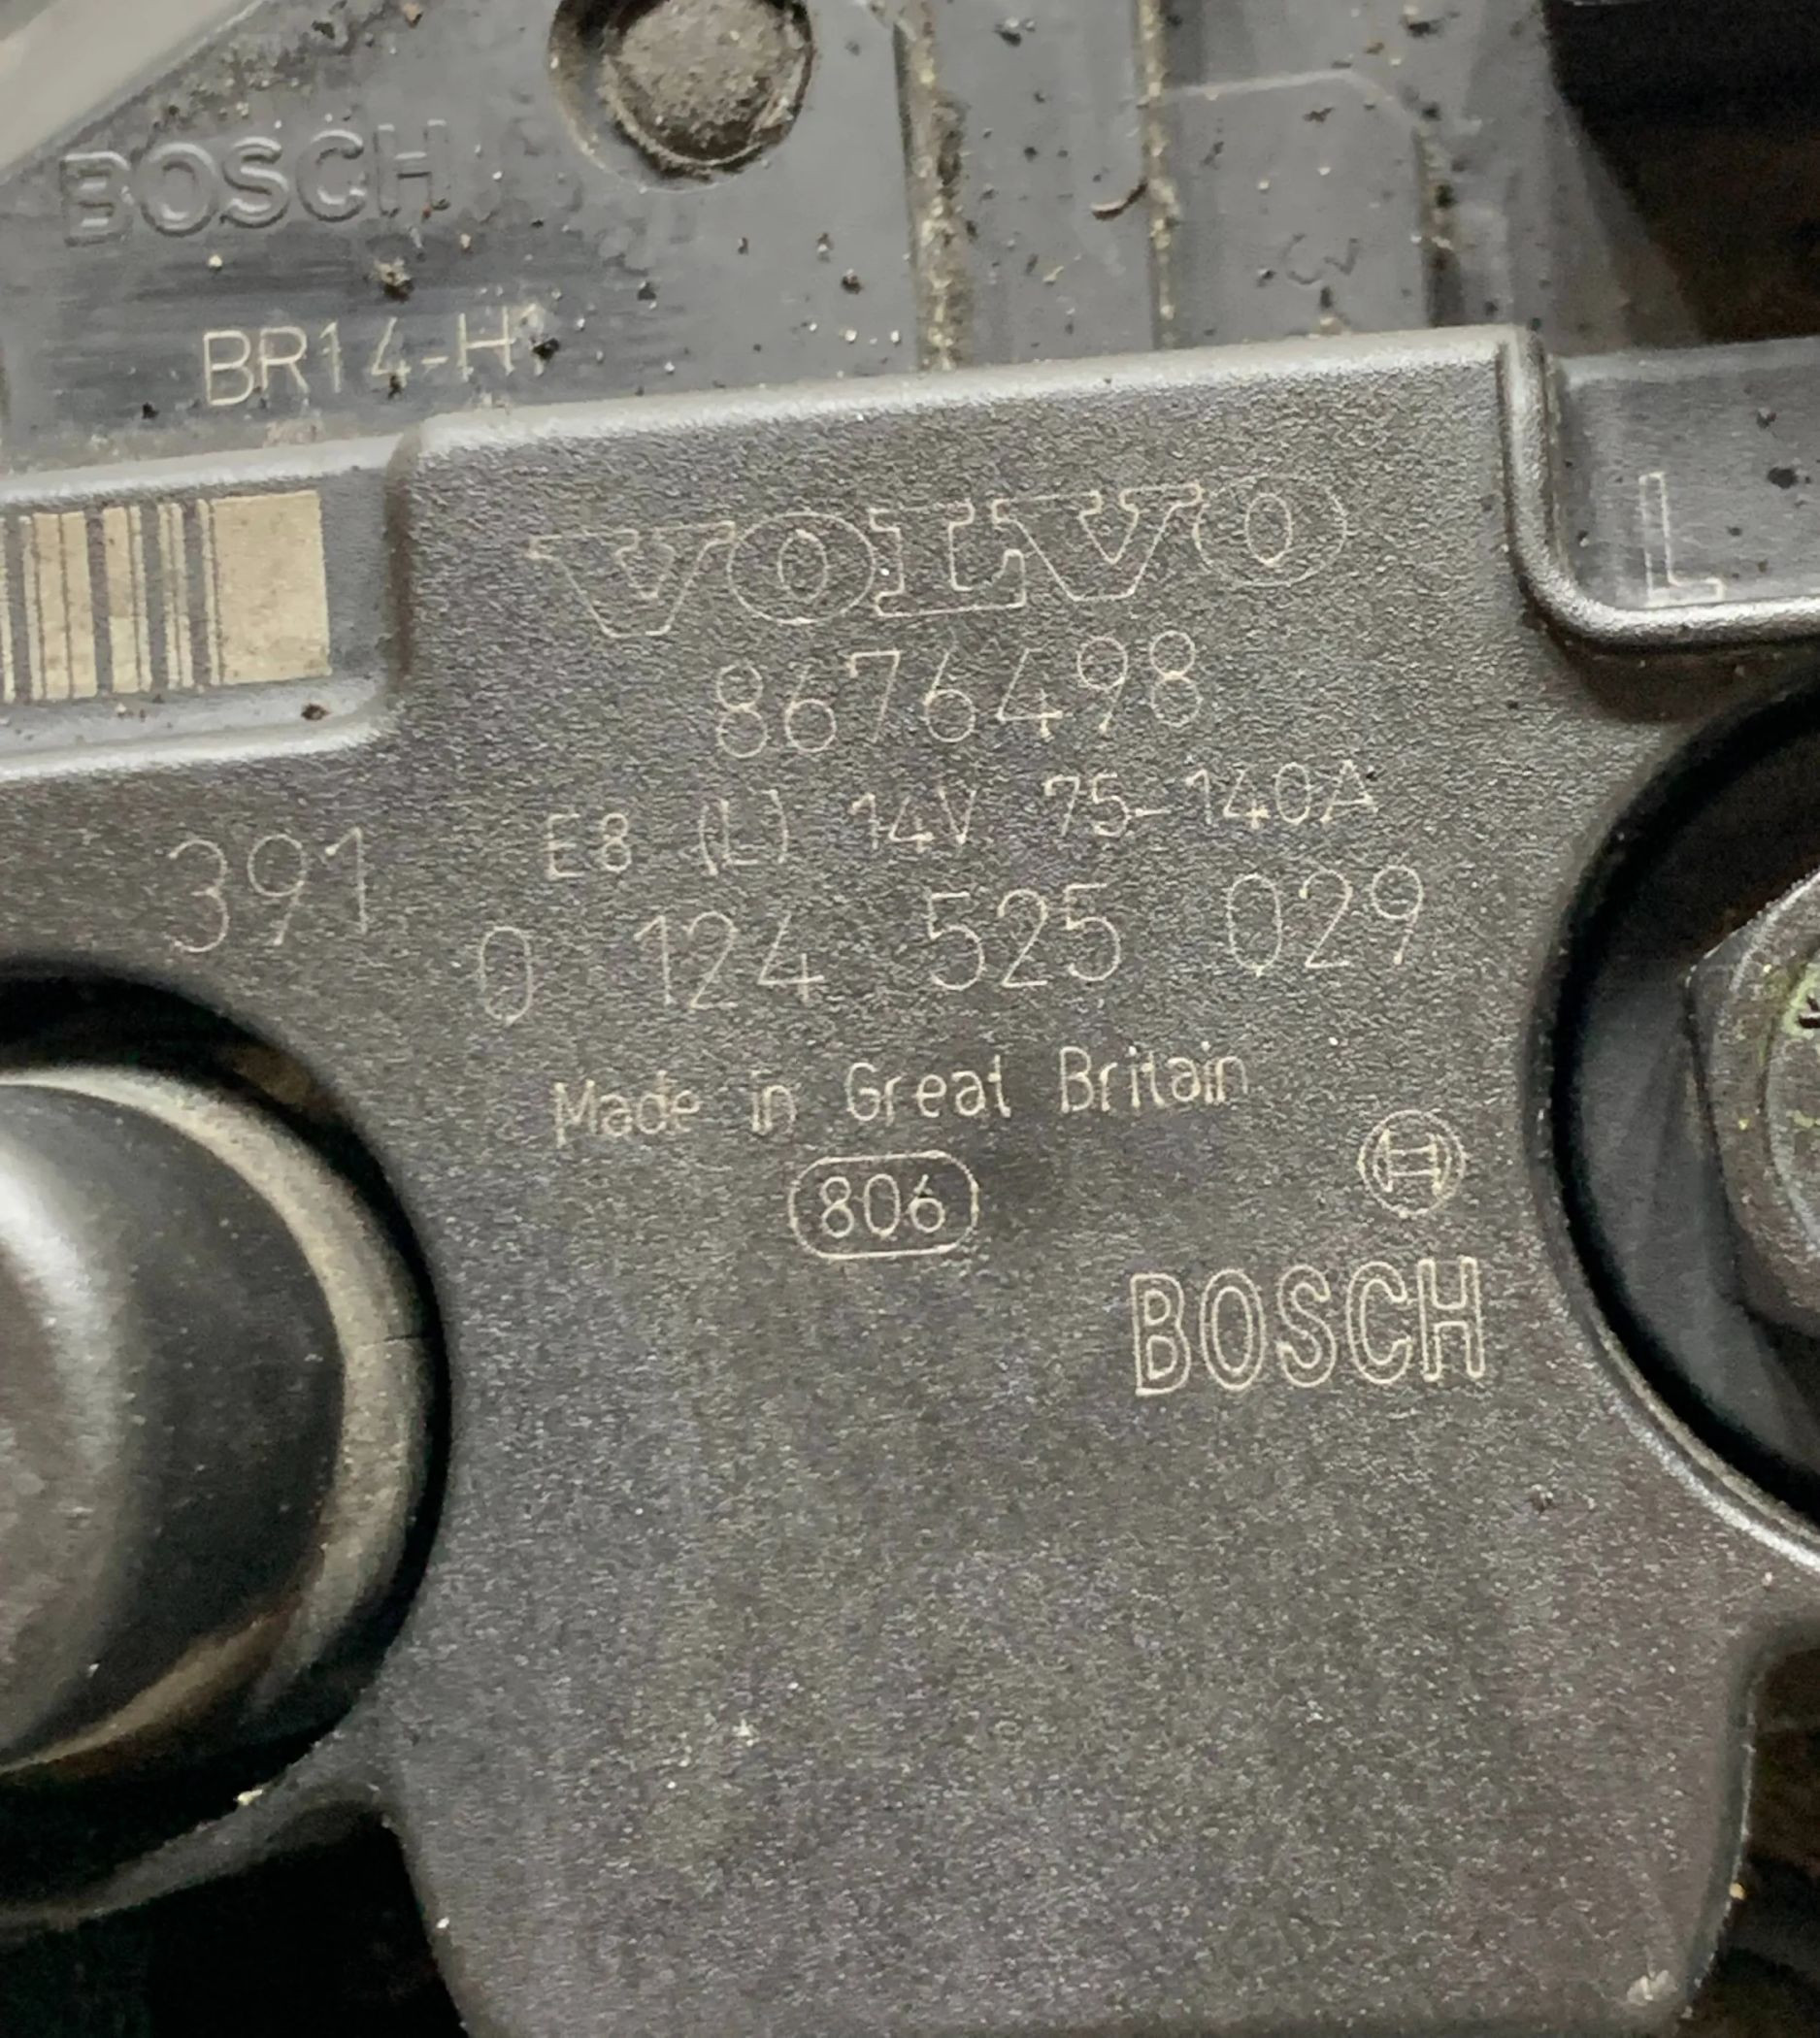 BOSCH
BR14-H1
L
VOLVO
8676498
E8 (L) 14V 75-140A
391
0 124 525 029
Made in Great Britain
806
BOSCH